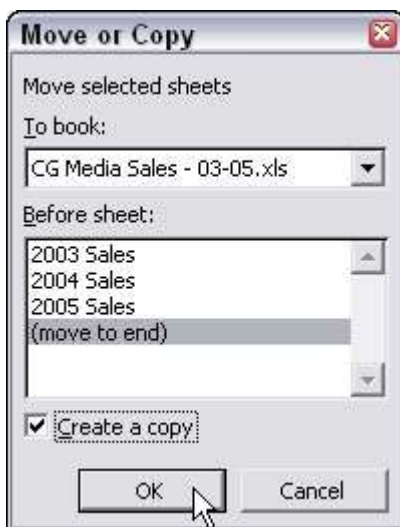 Move or Copy
Move selected sheets
To book:
CG Media Sales - 03-05.xls
Before sheet:
2003 Sales
2004 Sales
2005 Sales
(move to end)
Create a copy
OK Cancel